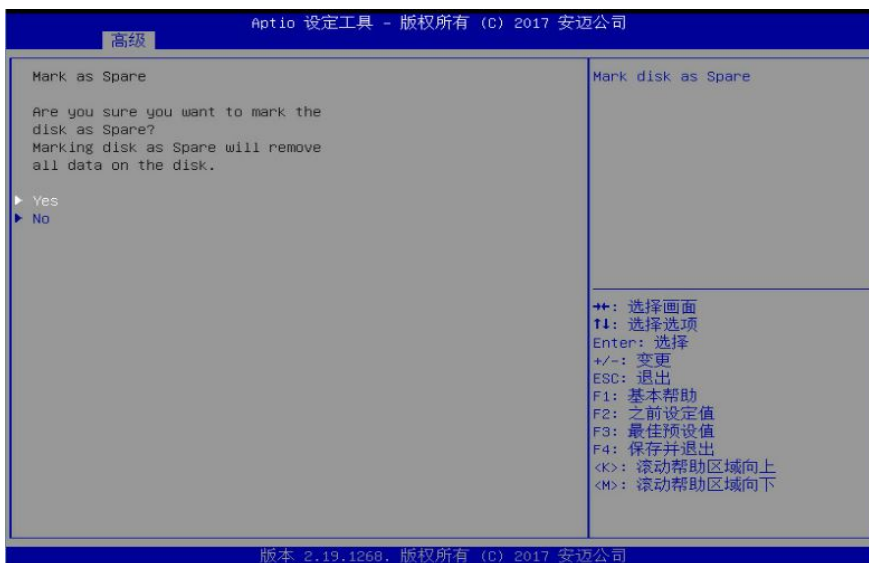 Aptio 设定工具 - 版权所有 (C) 2017 安迈公司
高级
Mark as Spare
Are you sure you want to mark the
disk as Spare?
Marking disk as Spare will remove
all data on the disk.
Yes
No
Mark disk as Spare
→←: 选择画面
↑↓: 选择选项
Enter: 选择
+/-: 变更
ESC: 退出
F1: 基本帮助
F2: 之前设定值
F3: 最佳预设值
F4: 保存并退出
<K>: 滚动帮助区域向上
<M>: 滚动帮助区域向下
版本 2.19.1268. 版权所有 (C) 2017 安迈公司